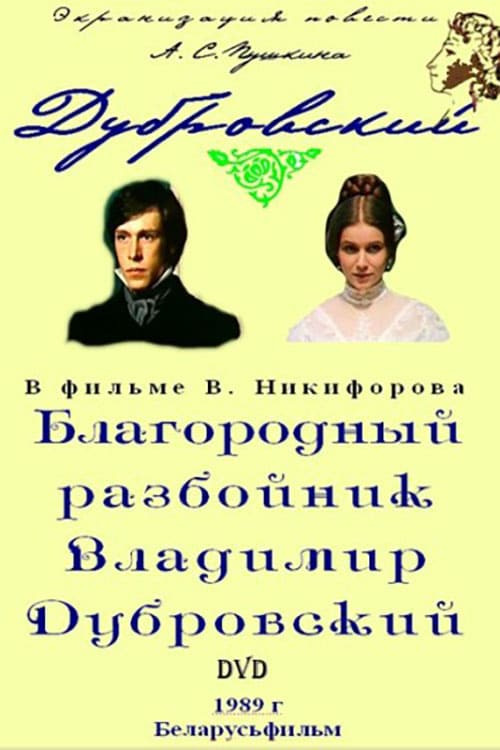 Экранизация повести
А. С. Пушкина
Дубровский
В фильме В. Никифорова
Благородный
разбойник
Владимир
Дубровский
DVD
1989 г
Беларусьфильм